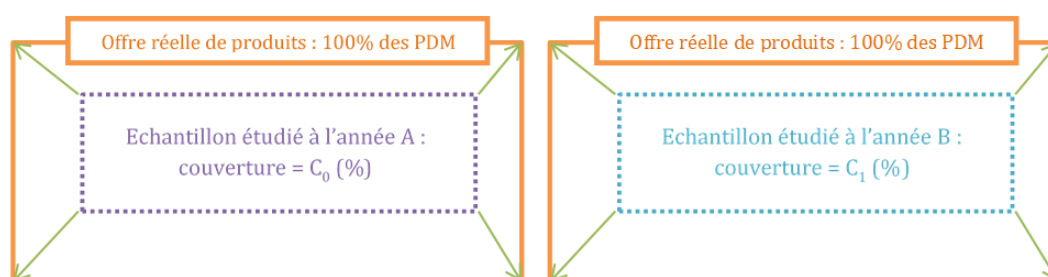 Offre réelle de produits : 100% des PDM
Echantillon étudié à l'année A :
couverture = C₀ (%)
Offre réelle de produits : 100% des PDM
Echantillon étudié à l'année B :
couverture = C₁ (%)